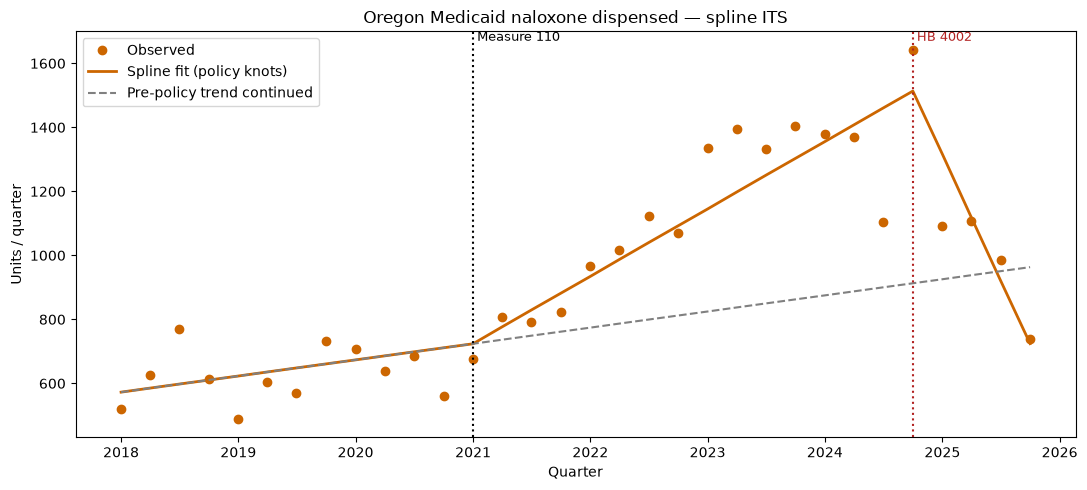 Oregon Medicaid naloxone dispensed — spline ITS
Measure 110
HB 4002
Observed
Spline fit (policy knots)
Pre-policy trend continued
Units / quarter
1600
1400
1200
1000
800
600
2018
2019
2020
2021
2022
2023
2024
2025
2026
Quarter